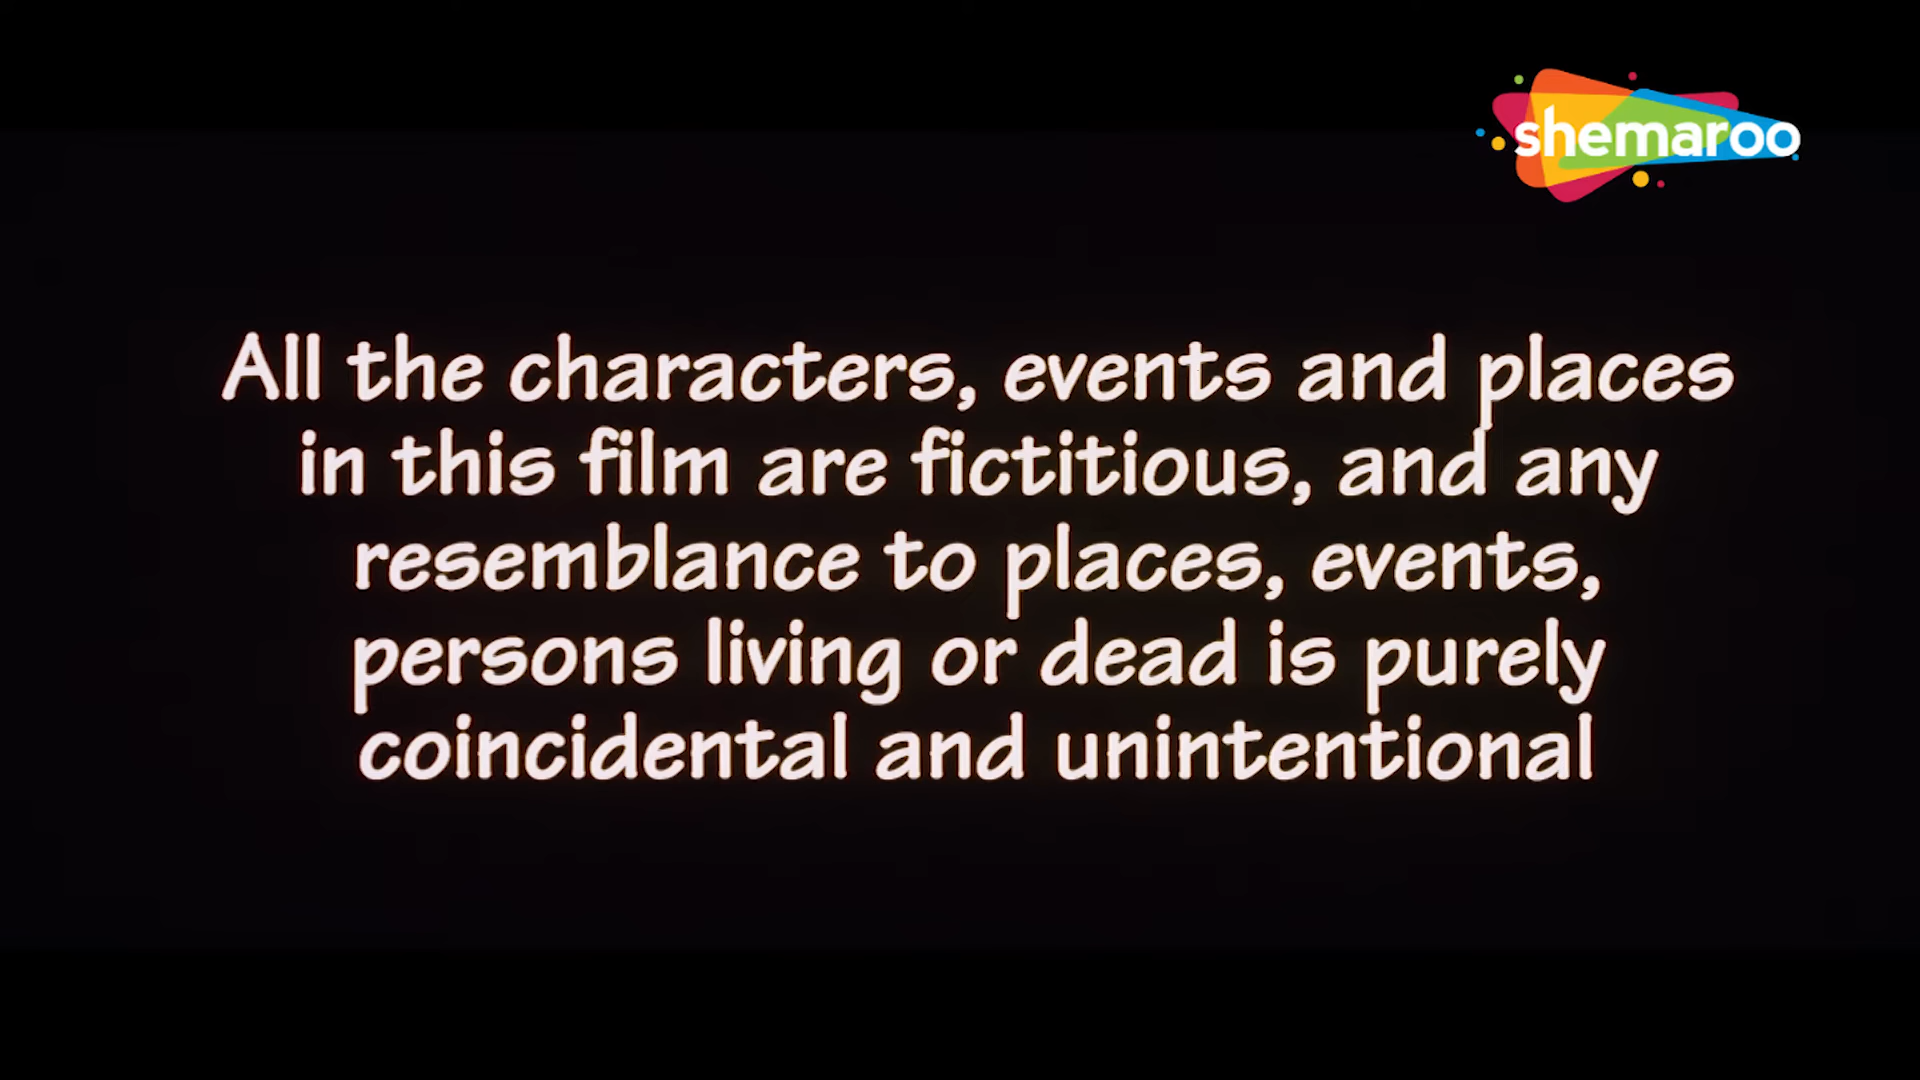 shemaroo
All the characters, events and places
in this film are fictitious, and any
resemblance to places, events,
persons living or dead is purely
coincidental and unintentional